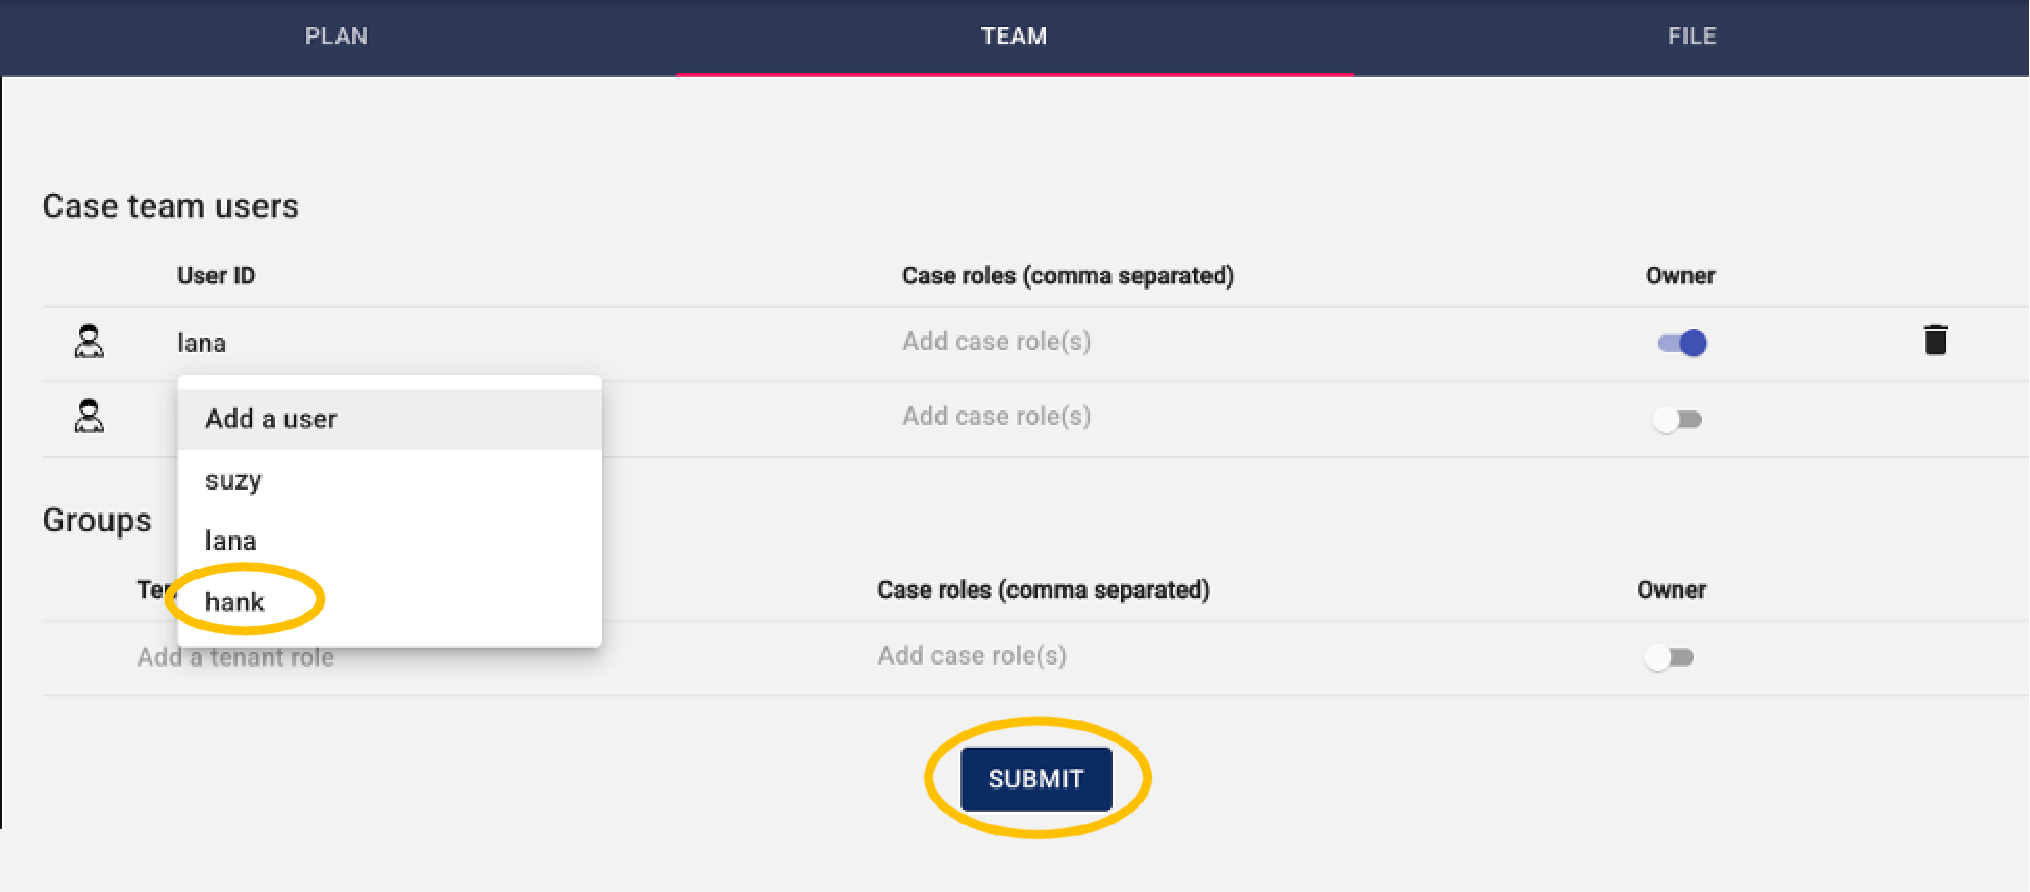 PLAN TEAM FILE
Case team users
User ID Case roles (comma separated) Owner
lana Add case role(s)
Add a user Add case role(s)
suzy
Groups
lana
hank
Case roles (comma separated) Owner
Add a tenant role Add case role(s)
SUBMIT